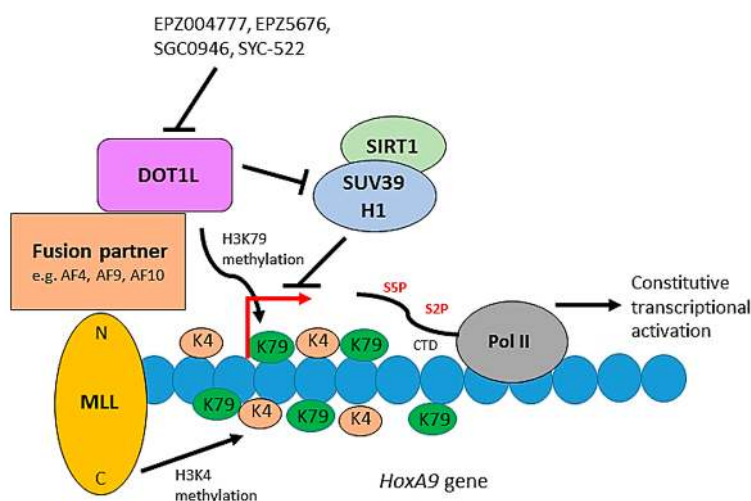 EPZ004777, EPZ5676,
SGC0946, SYC-522
SIRT1
DOT1L
SUV39
H1
Fusion partner
e.g. AF4, AF9, AF10
H3K79
methylation
S5P
S2P
Constitutive
transcriptional
activation
N
K4
K79
K4
K79
CTD
Pol II
MLL
K79
K4
K79
K4
K79
C
H3K4
methylation
HoxA9 gene